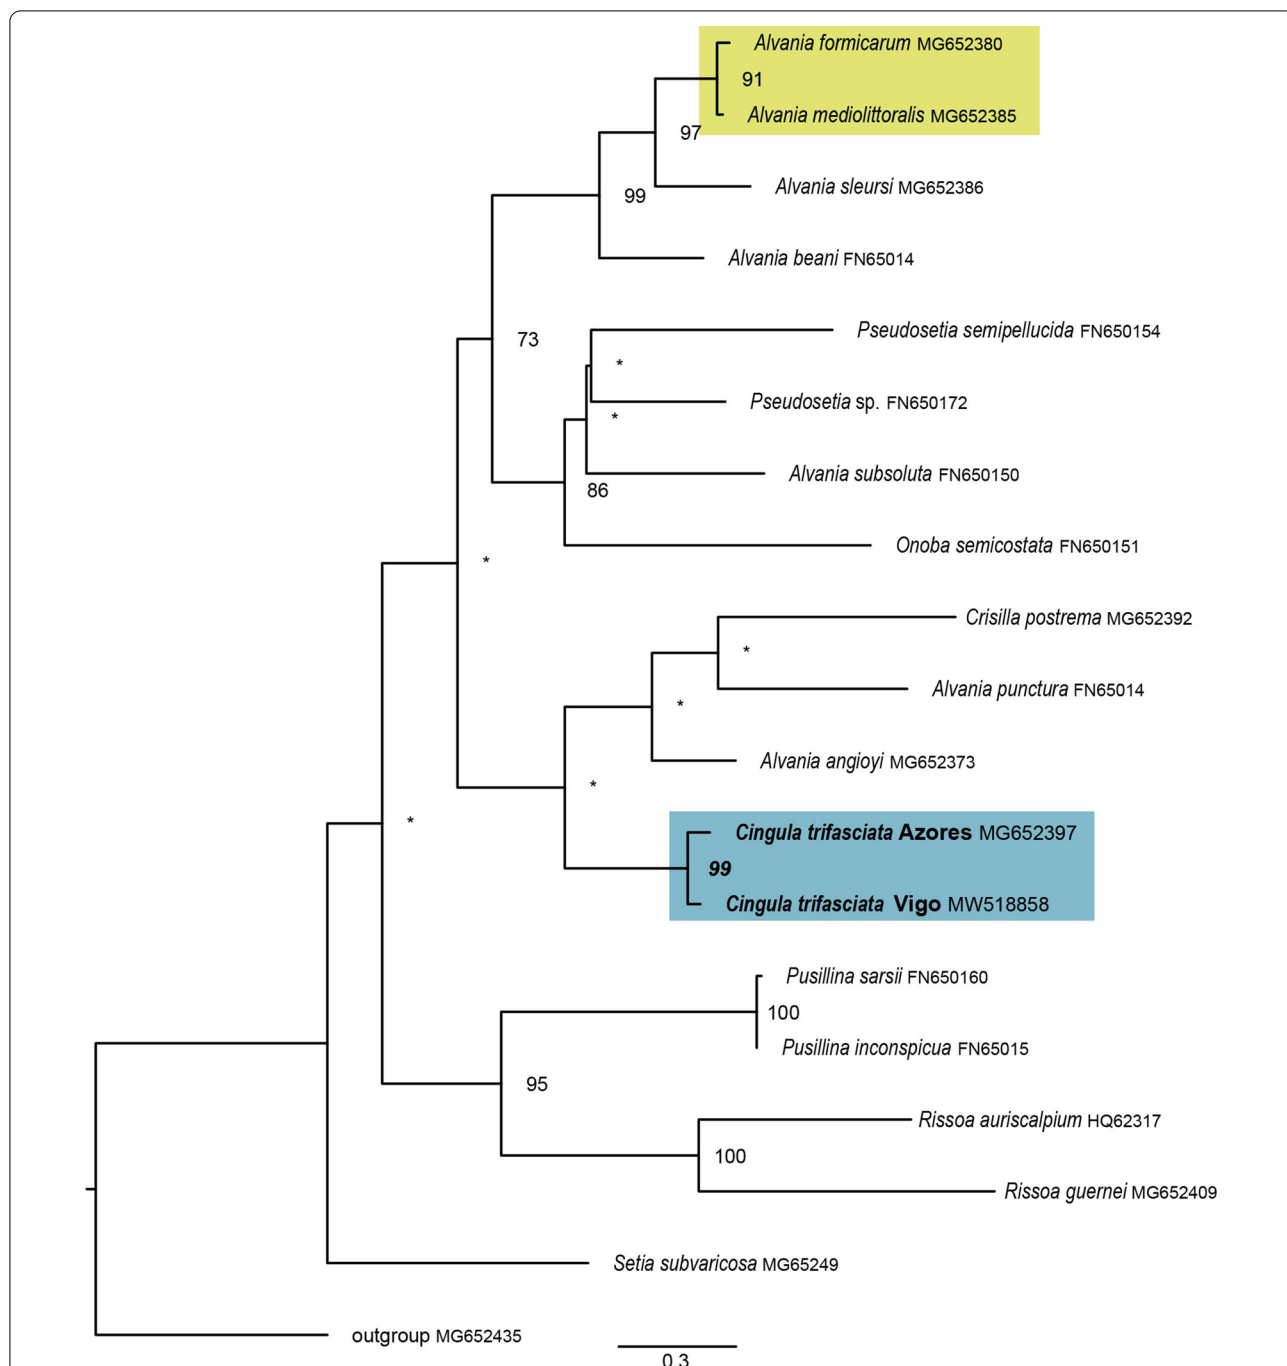 Alvania formicarum MG652380
91
Alvania mediolittoralis MG652385
97
Alvania sleursi MG652386
99
Alvania beani FN65014
Pseudosetia semipellucida FN650154
73
*
Pseudosetia sp. FN650172
*
Alvania subsoluta FN650150
86
Onoba semicostata FN650151
*
Crisilla postrema MG652392
*
Alvania punctura FN65014
*
Alvania angioyi MG652373
*
*
Cingula trifasciata Azores MG652397
99
Cingula trifasciata Vigo MW518858
Pusillina sarsii FN650160
100
Pusillina inconspicua FN65015
95
Rissoa auriscalpium HQ62317
100
Rissoa guernei MG652409
Setia subvaricosa MG65249
outgroup MG652435
0.3